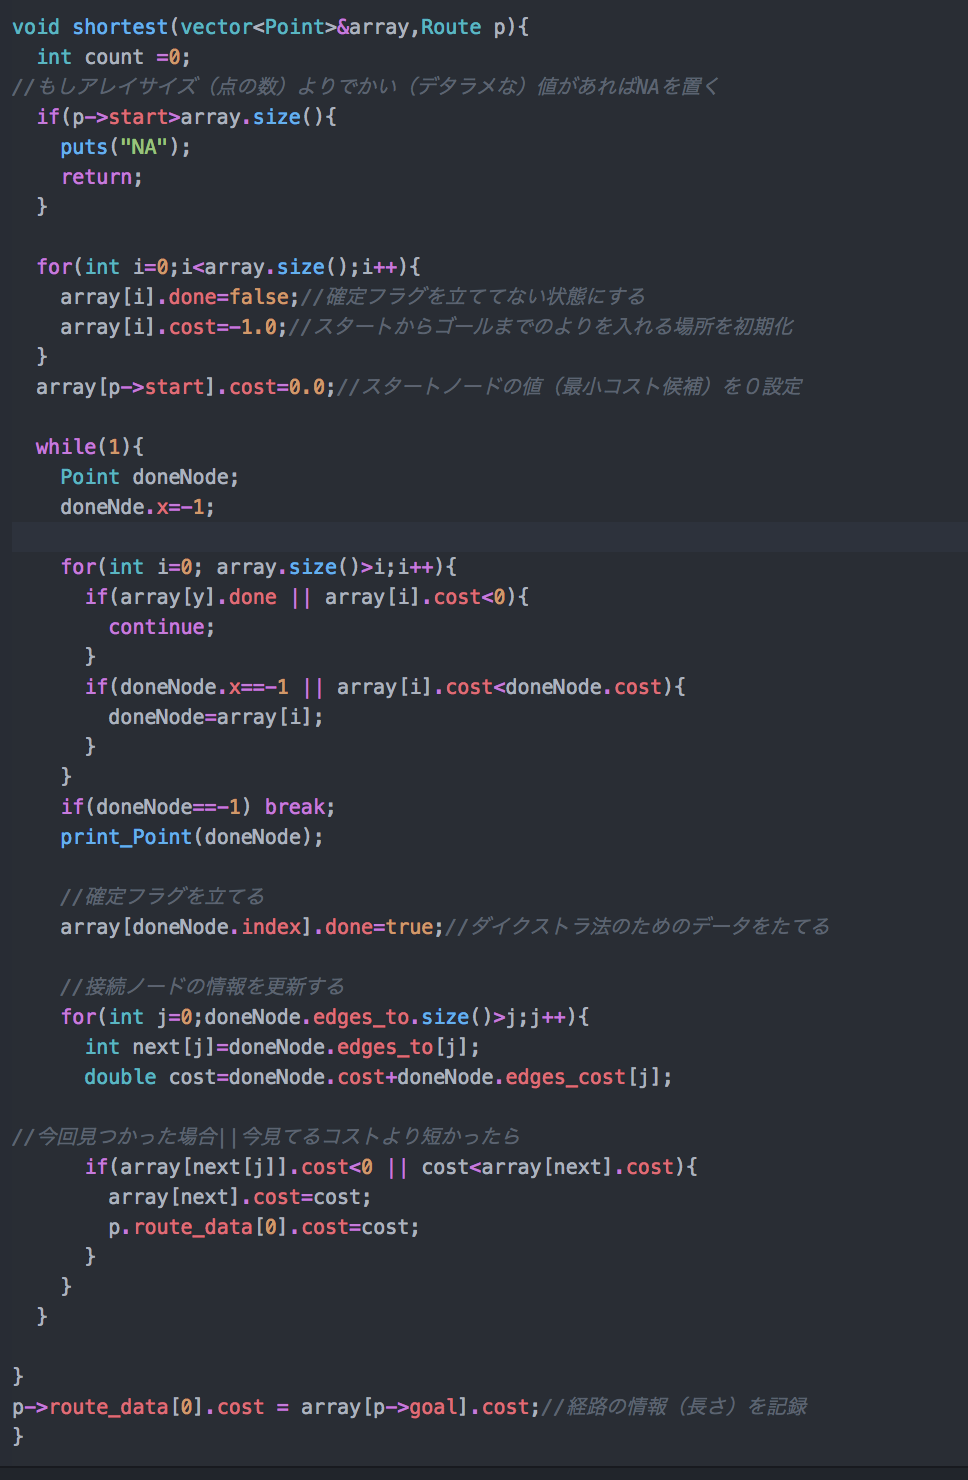 void shortest(vector<Point>&array,Route p){
  int count =0;
//もしアレイサイズ（点の数）よりでかい（デタラメな）値があればNAを置く
  if(p->start>array.size(){
    puts("NA");
    return;
  }

  for(int i=0;i<array.size();i++){
    array[i].done=false;//確定フラグを立ててない状態にする
    array[i].cost=-1.0;//スタートからゴールまでのよりを入れる場所を初期化
  }
  array[p->start].cost=0.0;//スタートノードの値（最小コスト候補）を０設定

  while(1){
    Point doneNode;
    doneNde.x=-1;

    for(int i=0; array.size()>i;i++){
      if(array[y].done || array[i].cost<0){
        continue;
      }
      if(doneNode.x==-1 || array[i].cost<doneNode.cost){
        doneNode=array[i];
      }
    }
    if(doneNode==-1) break;
    print_Point(doneNode);

    //確定フラグを立てる
    array[doneNode.index].done=true;//ダイクストラ法のためのデータをたてる

    //接続ノードの情報を更新する
    for(int j=0;doneNode.edges_to.size()>j;j++){
      int next[j]=doneNode.edges_to[j];
      double cost=doneNode.cost+doneNode.edges_cost[j];

//今回見つかった場合||今見てるコストより短かったら
      if(array[next[j]].cost<0 || cost<array[next].cost){
        array[next].cost=cost;
        p.route_data[0].cost=cost;
      }
    }
  }

}
p->route_data[0].cost = array[p->goal].cost;//経路の情報（長さ）を記録
}